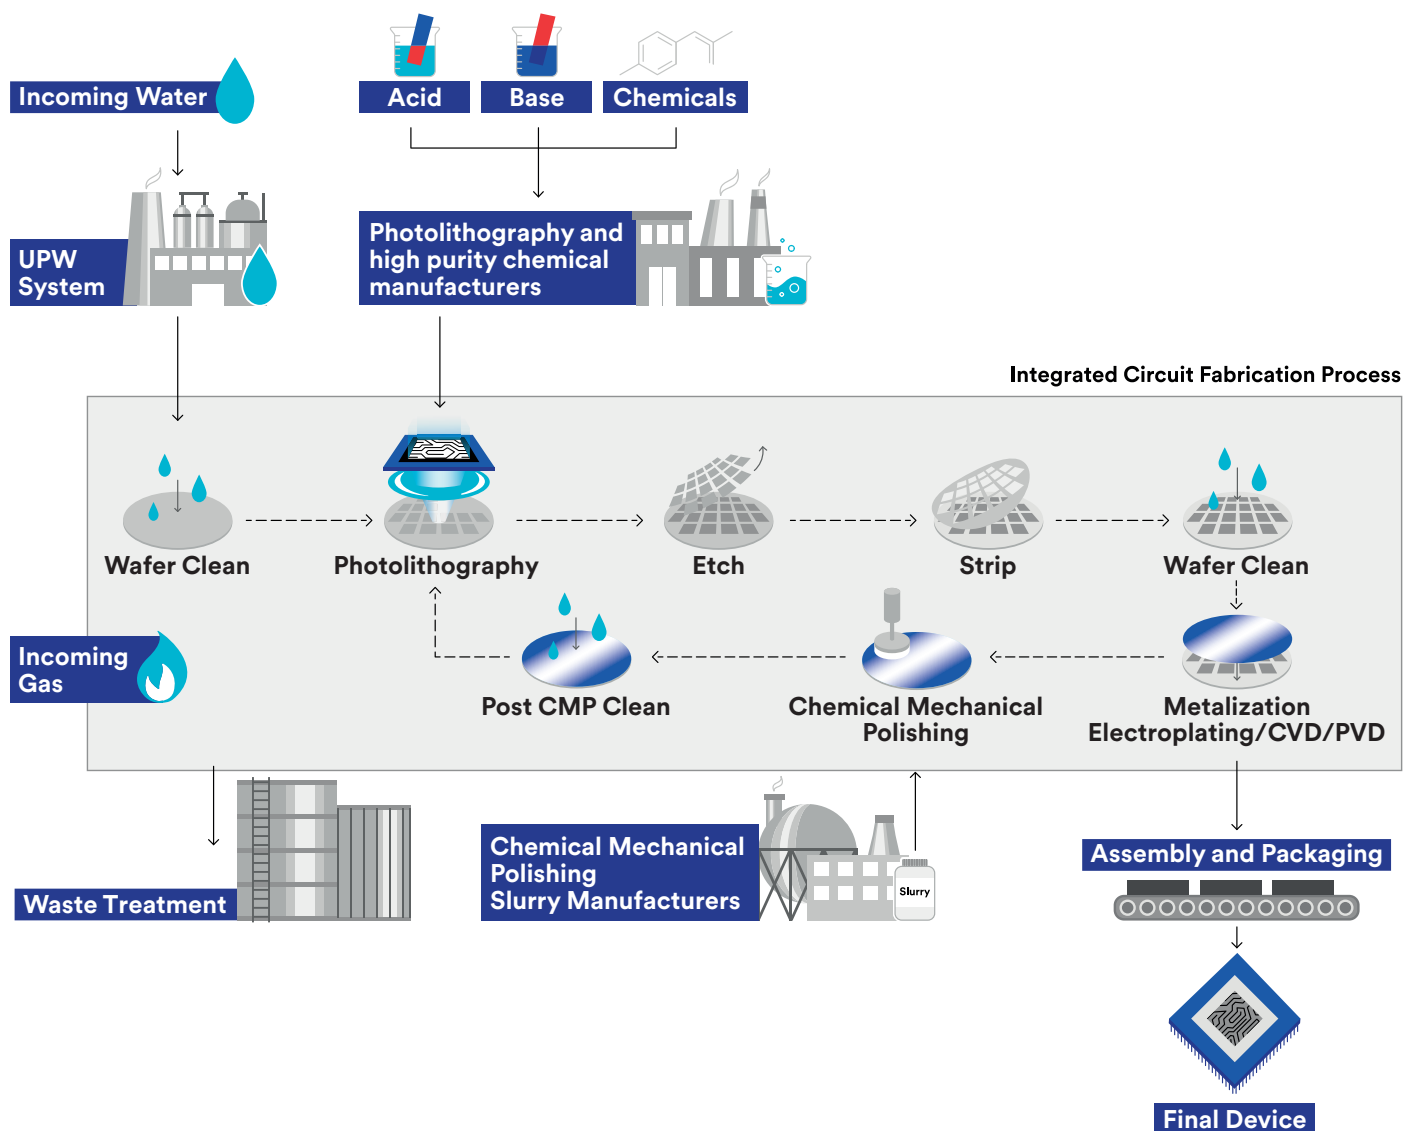 Incoming Water
Acid
Base
Chemicals
UPW
System
Photolithography and
high purity chemical
manufacturers
Integrated Circuit Fabrication Process
Wafer Clean
Photolithography
Etch
Strip
Wafer Clean
Incoming
Gas
Post CMP Clean
Chemical Mechanical
Polishing
Metalization
Electroplating/CVD/PVD
Waste Treatment
Chemical Mechanical
Polishing
Slurry Manufacturers
Slurry
Assembly and Packaging
Final Device